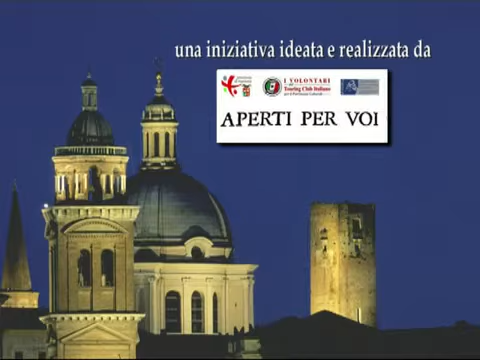 una iniziativa ideata e realizzata da
I VOLONTARI
Touring Club Italiano
APERTI PER VOI